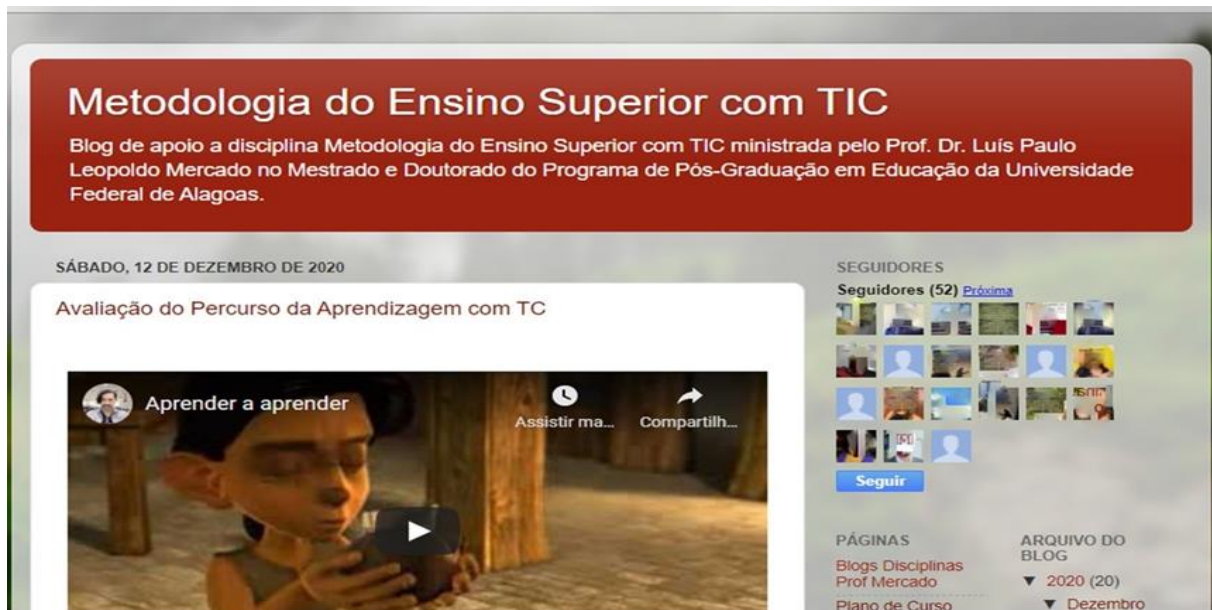 Metodologia do Ensino Superior com TIC
Blog de apoio a disciplina Metodologia do Ensino Superior com TIC ministrada pelo Prof. Dr. Luís Paulo
Leopoldo Mercado no Mestrado e Doutorado do Programa de Pós-Graduação em Educação da Universidade
Federal de Alagoas.
SÁBADO, 12 DE DEZEMBRO DE 2020
Avaliação do Percurso da Aprendizagem com TC
Aprender a aprender
Assistir ma...
Compartilh...
SEGUIDORES
Seguidores (52) Próxima
Seguir
PÁGINAS
Blogs Disciplinas
Prof Mercado
Plano de Curso
ARQUIVO DO
BLOG
▼ 2020 (20)
▼ Dezembro